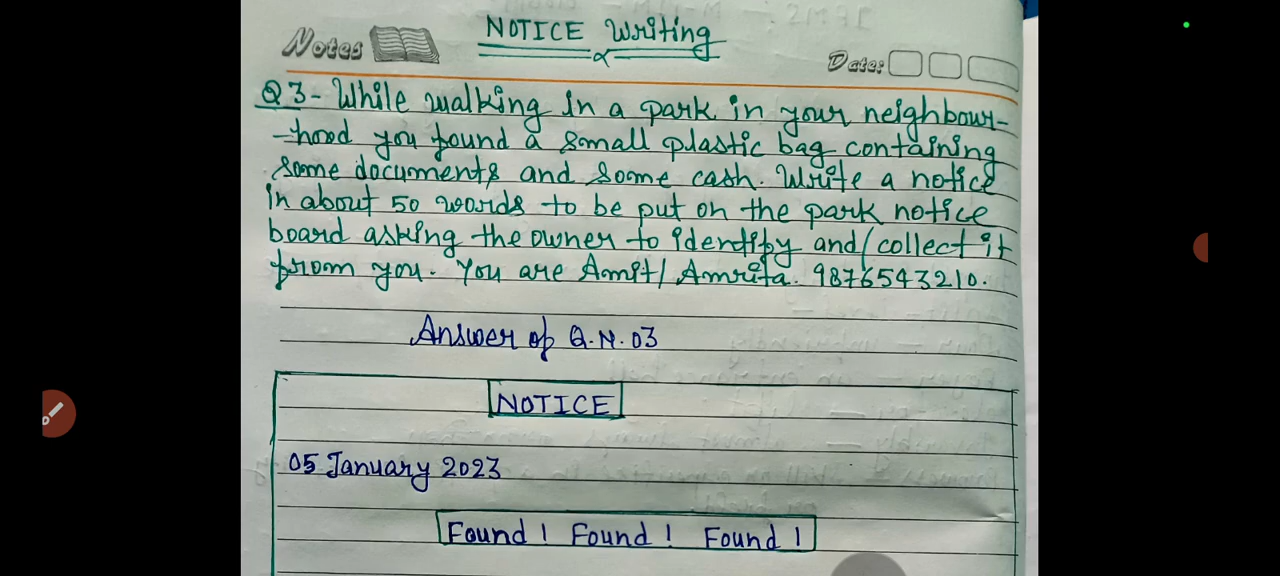 NOTICE Writing
Notes
Date:
Q3- While walking in a park in your neighbour-
-hood you found a small plastic bag containing
some documents and some cash. Write a notice
in about 50 words to be put on the park notice
board asking the owner to identify and/collect it
from you. You are Amit/Amrita. 9876543210.
Answer of Q.N.03
NOTICE
05 January 2023
Found! Found! Found!